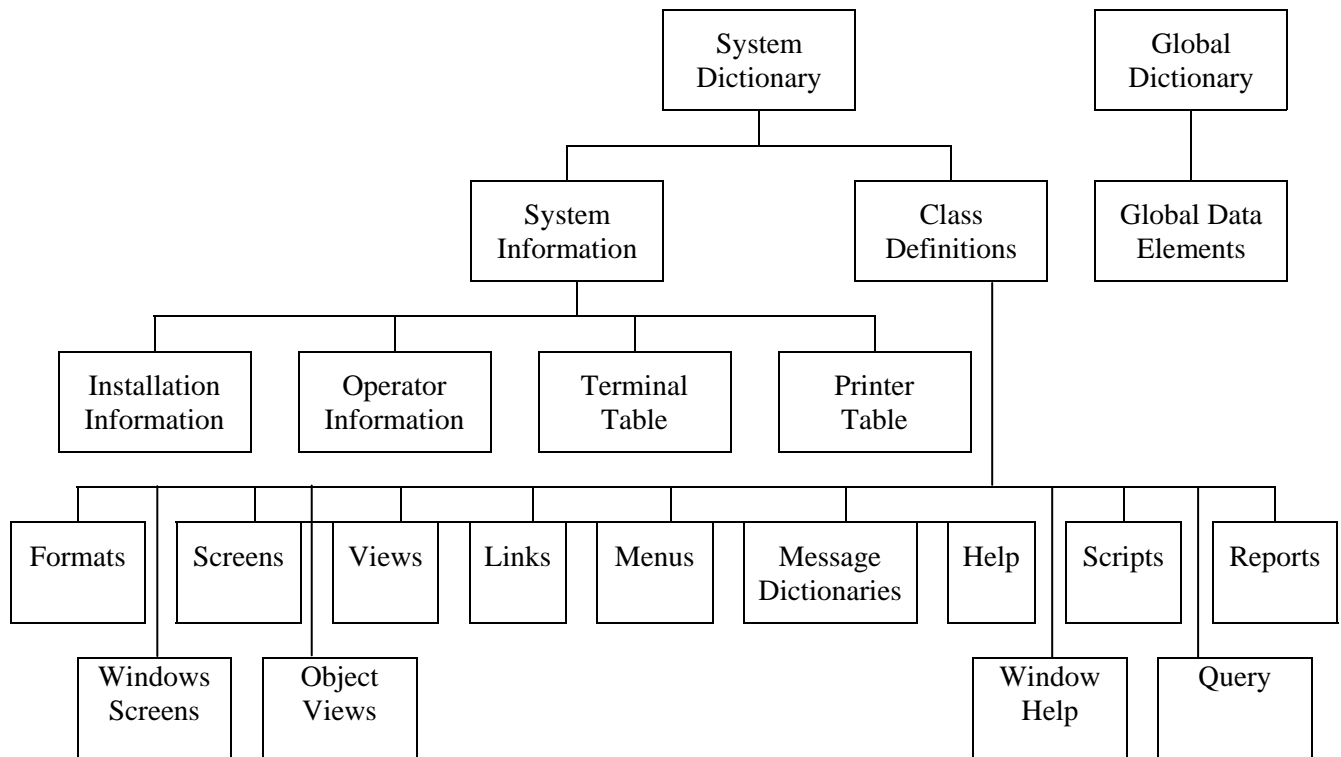 System
Dictionary
Global
Dictionary
System
Information
Class
Definitions
Global Data
Elements
Installation
Information
Operator
Information
Terminal
Table
Printer
Table
Formats
Screens
Views
Links
Menus
Message
Dictionaries
Help
Scripts
Reports
Windows
Screens
Object
Views
Window
Help
Query